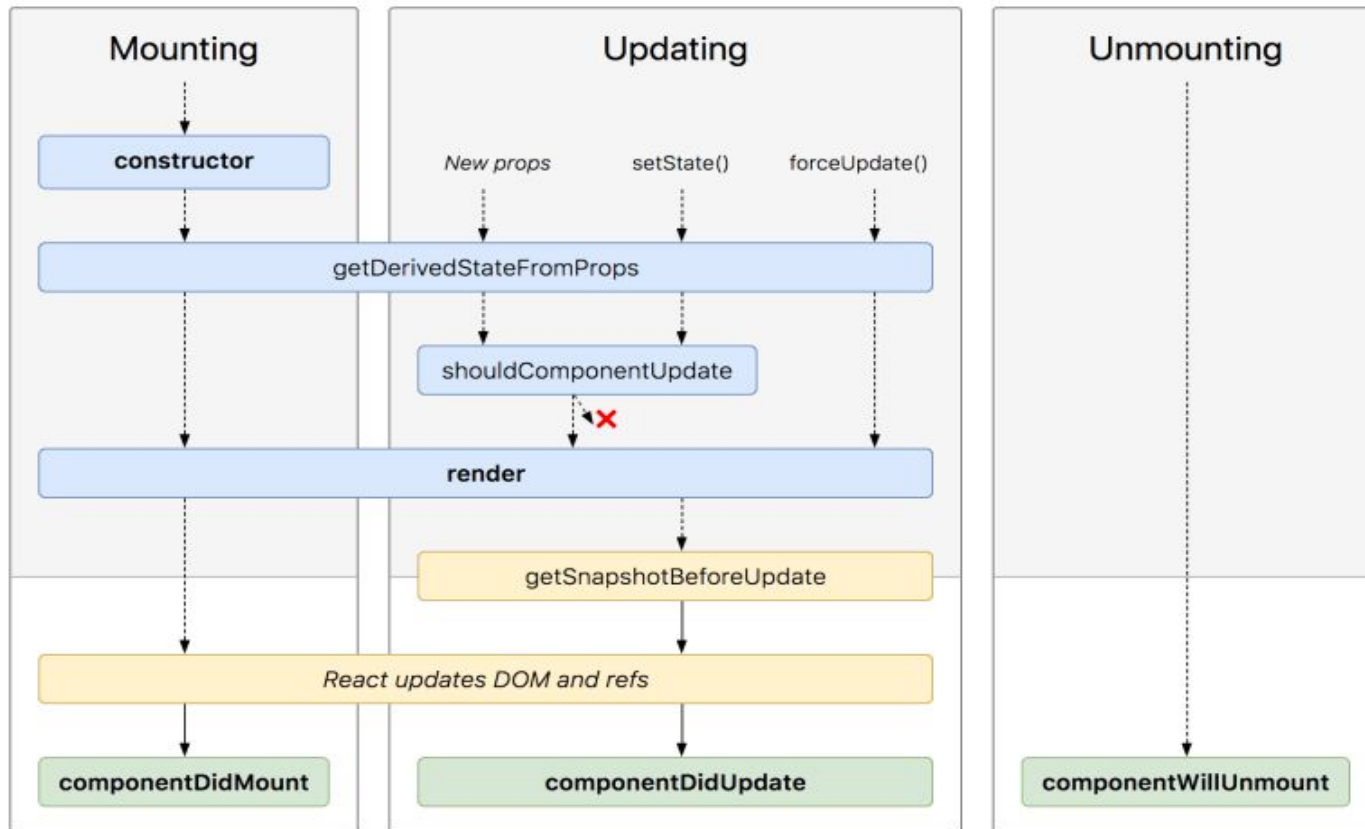 Mounting
Updating
Unmounting
constructor
New props
setState()
forceUpdate()
getDerivedStateFromProps
shouldComponentUpdate
render
getSnapshotBeforeUpdate
React updates DOM and refs
componentDidMount
componentDidUpdate
componentWillUnmount